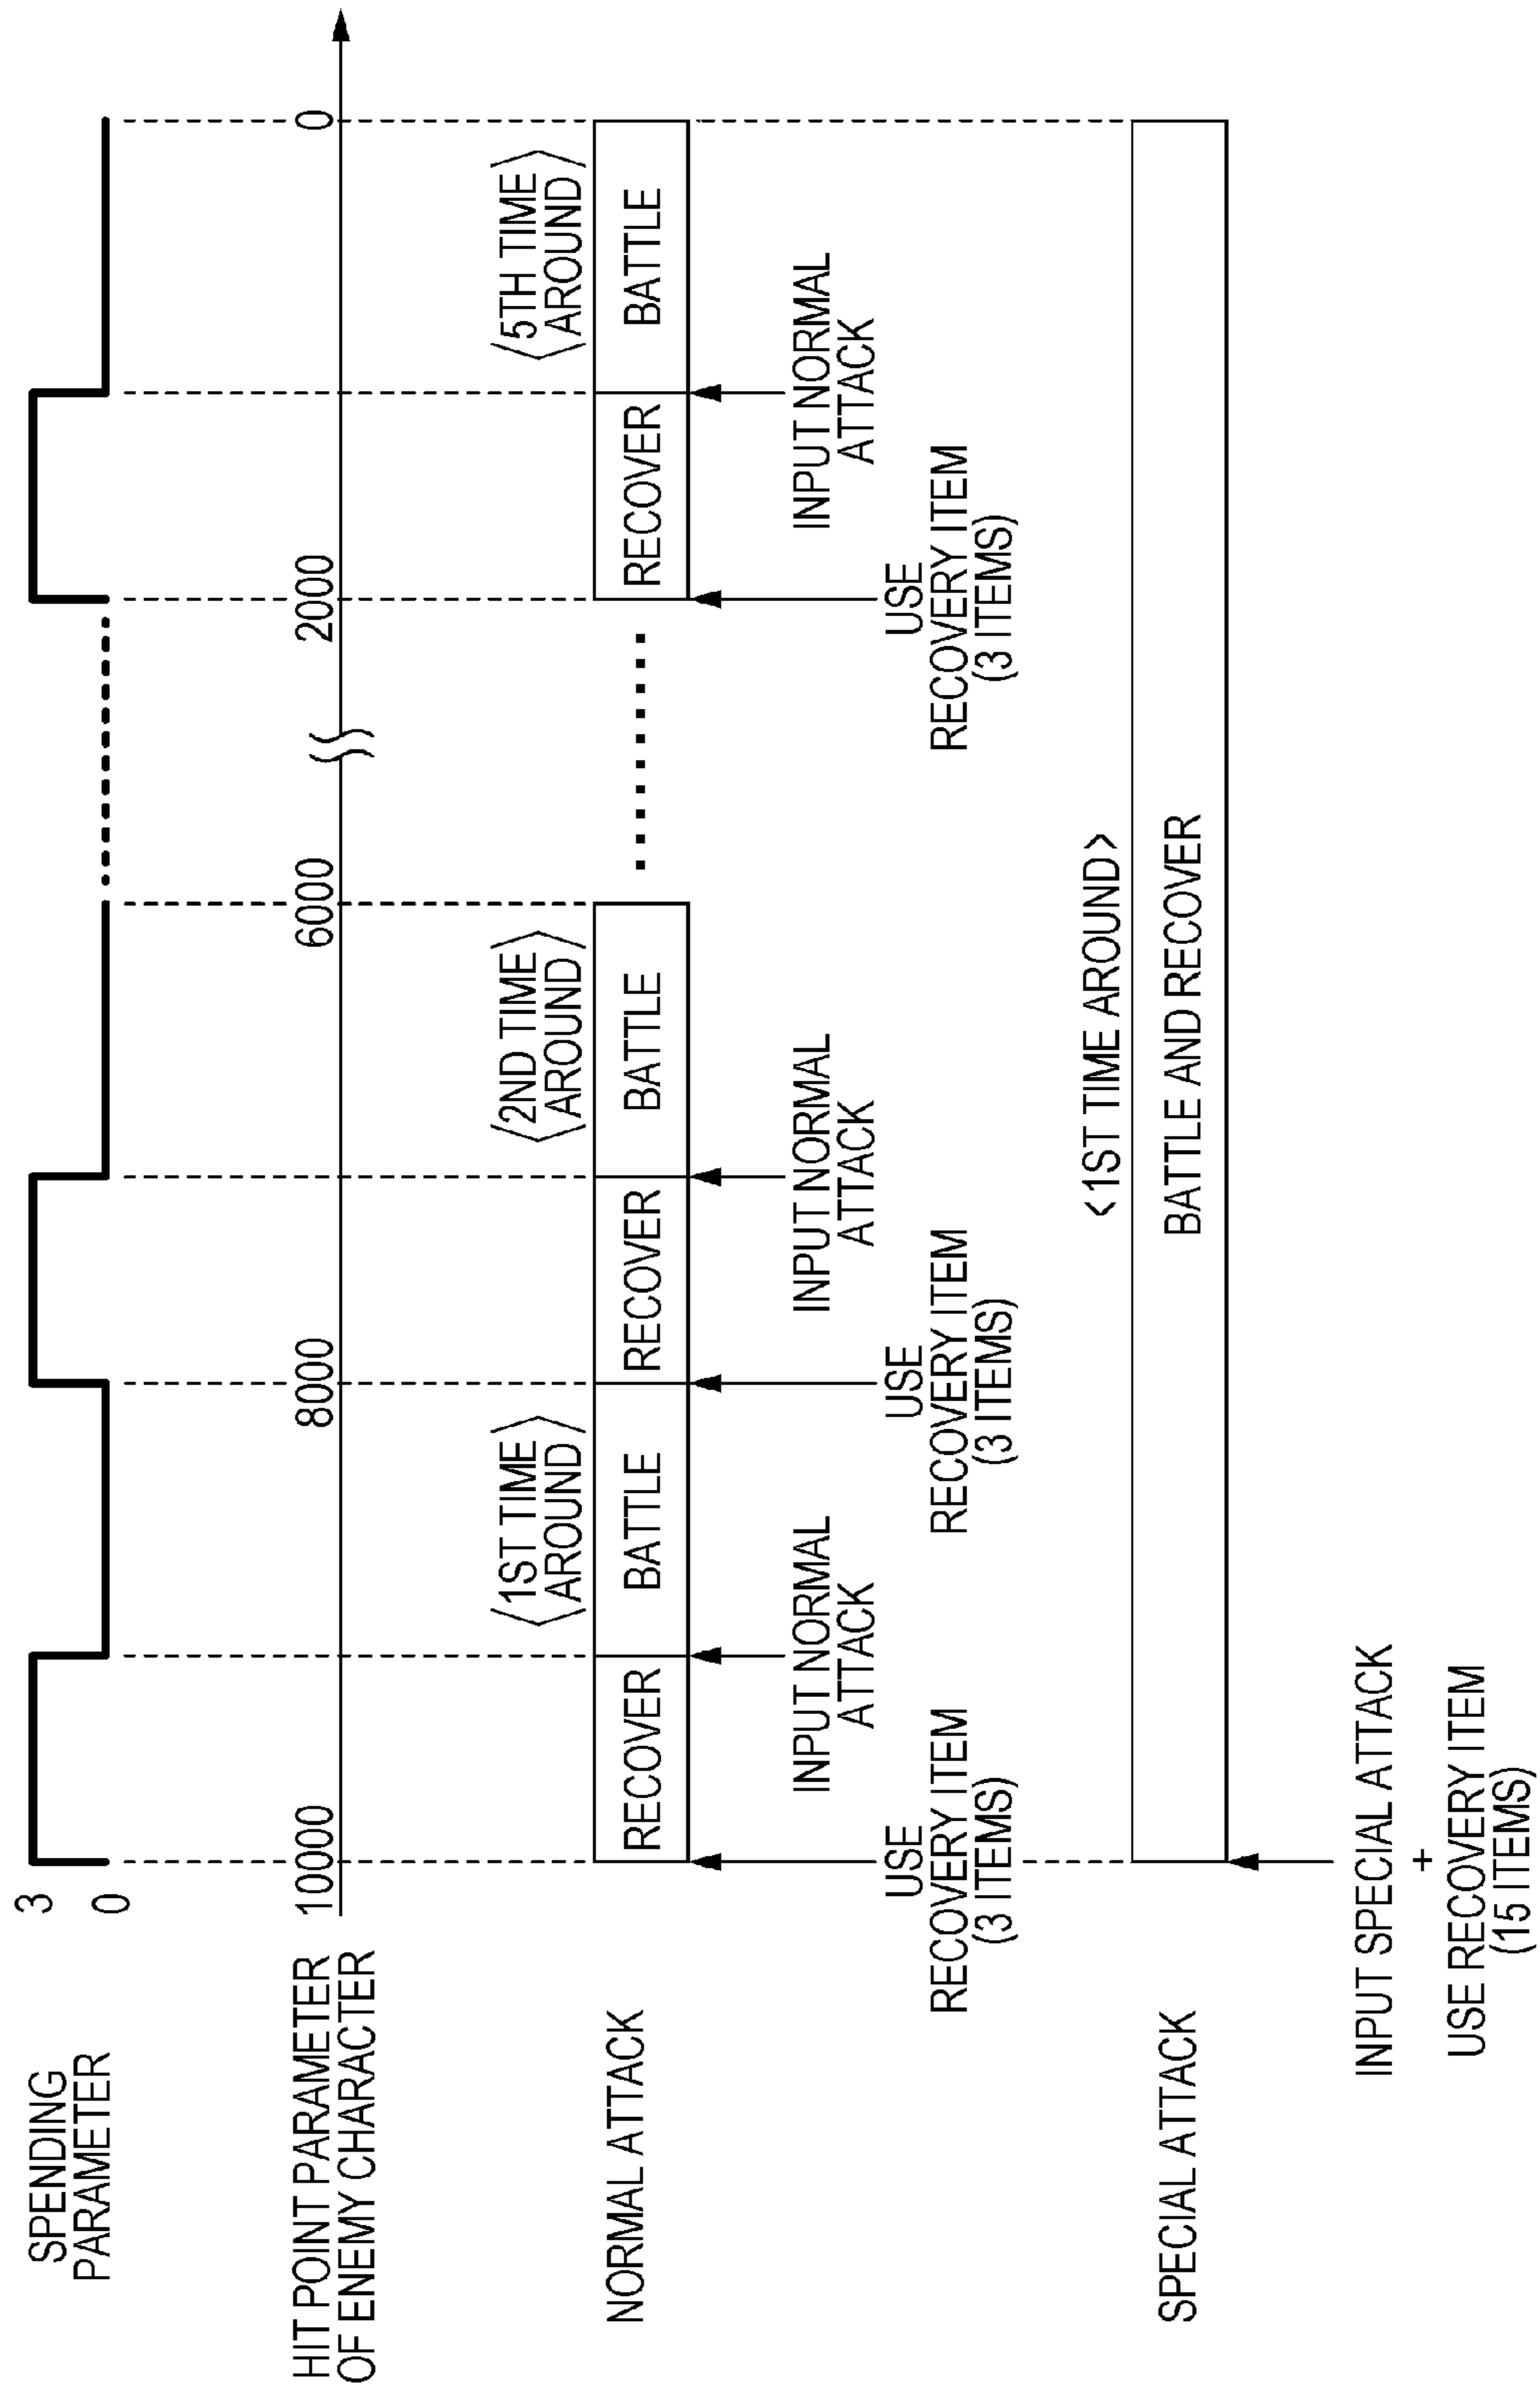 SPENDING
PARAMETER
3
0
HIT POINT PARAMETER
OF ENEMY CHARACTER
10000
8000
6000
2000
0
NORMAL ATTACK
〈1ST TIME
AROUND〉
〈2ND TIME
AROUND〉
〈5TH TIME
AROUND〉
RECOVER
BATTLE
RECOVER
BATTLE
RECOVER
BATTLE
INPUT NORMAL
ATTACK
INPUT NORMAL
ATTACK
INPUT NORMAL
ATTACK
USE
RECOVERY ITEM
(3 ITEMS)
USE
RECOVERY ITEM
(3 ITEMS)
USE
RECOVERY ITEM
(3 ITEMS)
<1ST TIME AROUND>
SPECIAL ATTACK
BATTLE AND RECOVER
INPUT SPECIAL ATTACK
+
USE RECOVERY ITEM
(15 ITEMS)